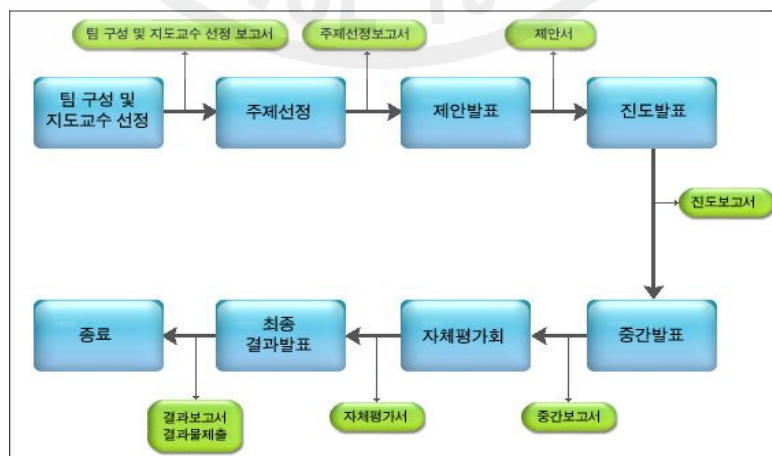 팀 구성 및 지도교수 선정 보고서
주제선정보고서
제안서
팀 구성 및
지도교수 선정
주제선정
제안발표
진도발표
진도보고서
종료
최종
결과발표
자체평가회
중간발표
결과보고서
결과물제출
자체평가서
중간보고서